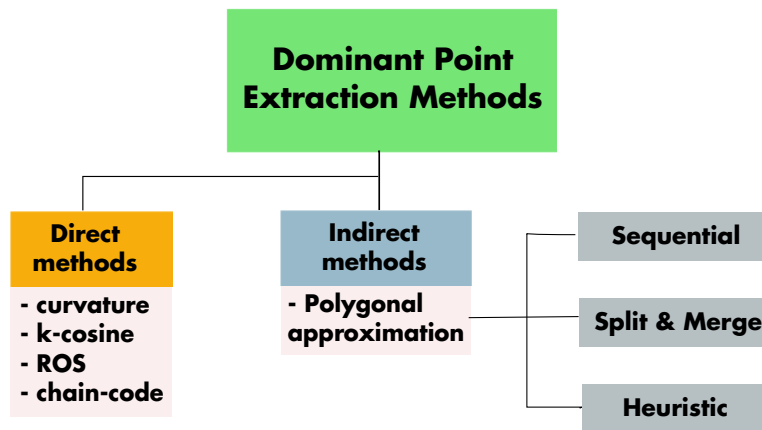 Dominant Point
Extraction Methods
Direct
methods
- curvature
- k-cosine
- ROS
- chain-code
Indirect
methods
- Polygonal
approximation
Sequential
Split & Merge
Heuristic